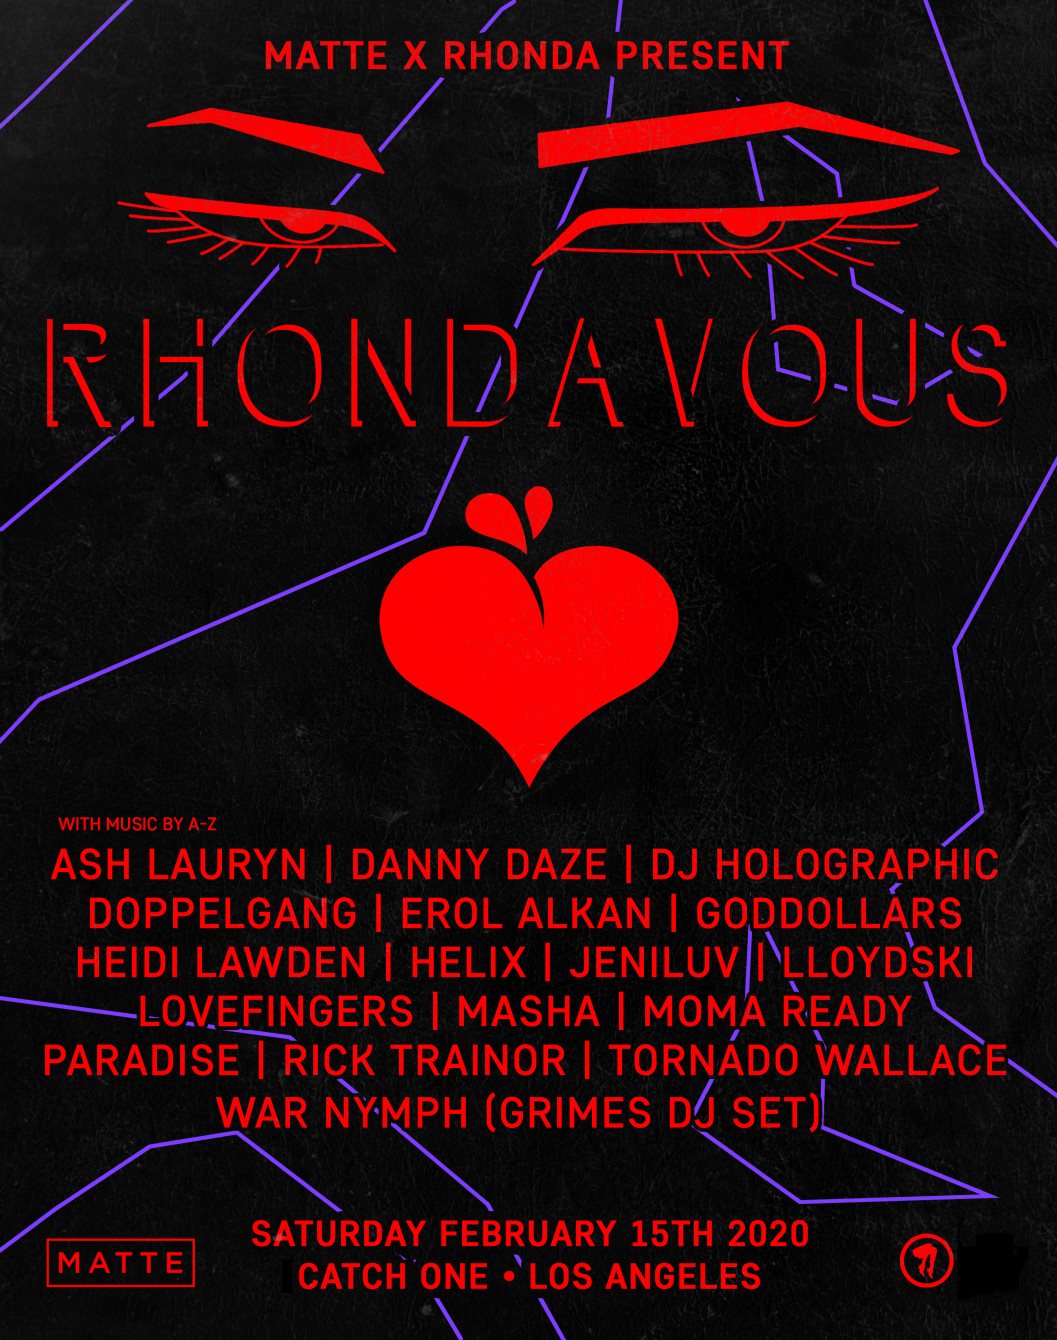 MATTE X RHONDA PRESENT
RHONDAVOUS
WITH MUSIC BY A-Z
ASH LAURYN | DANNY DAZE | DJ HOLOGRAPHIC
DOPPELGANG | EROL ALKAN | GODDOLLARS
HEIDI LAWDEN | HELIX | JENILUV | LLOYDSKI
LOVEFINGERS | MASHA | MOMA READY
PARADISE | RICK TRAINOR | TORNADO WALLACE
WAR NYMPH (GRIMES DJ SET)
SATURDAY FEBRUARY 15TH 2020
CATCH ONE • LOS ANGELES
MATTE